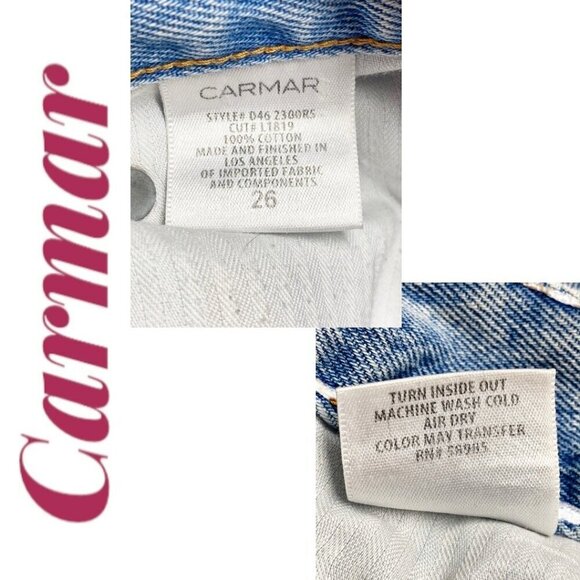 Carmar
CARMAR
STYLE# D46 2300RS
CUT# L1819
100% COTTON
MADE AND FINISHED IN
LOS ANGELES
OF IMPORTED FABRIC
AND COMPONENTS
26
TURN INSIDE OUT
MACHINE WASH COLD
AIR DRY
COLOR MAY TRANSFER
RN#